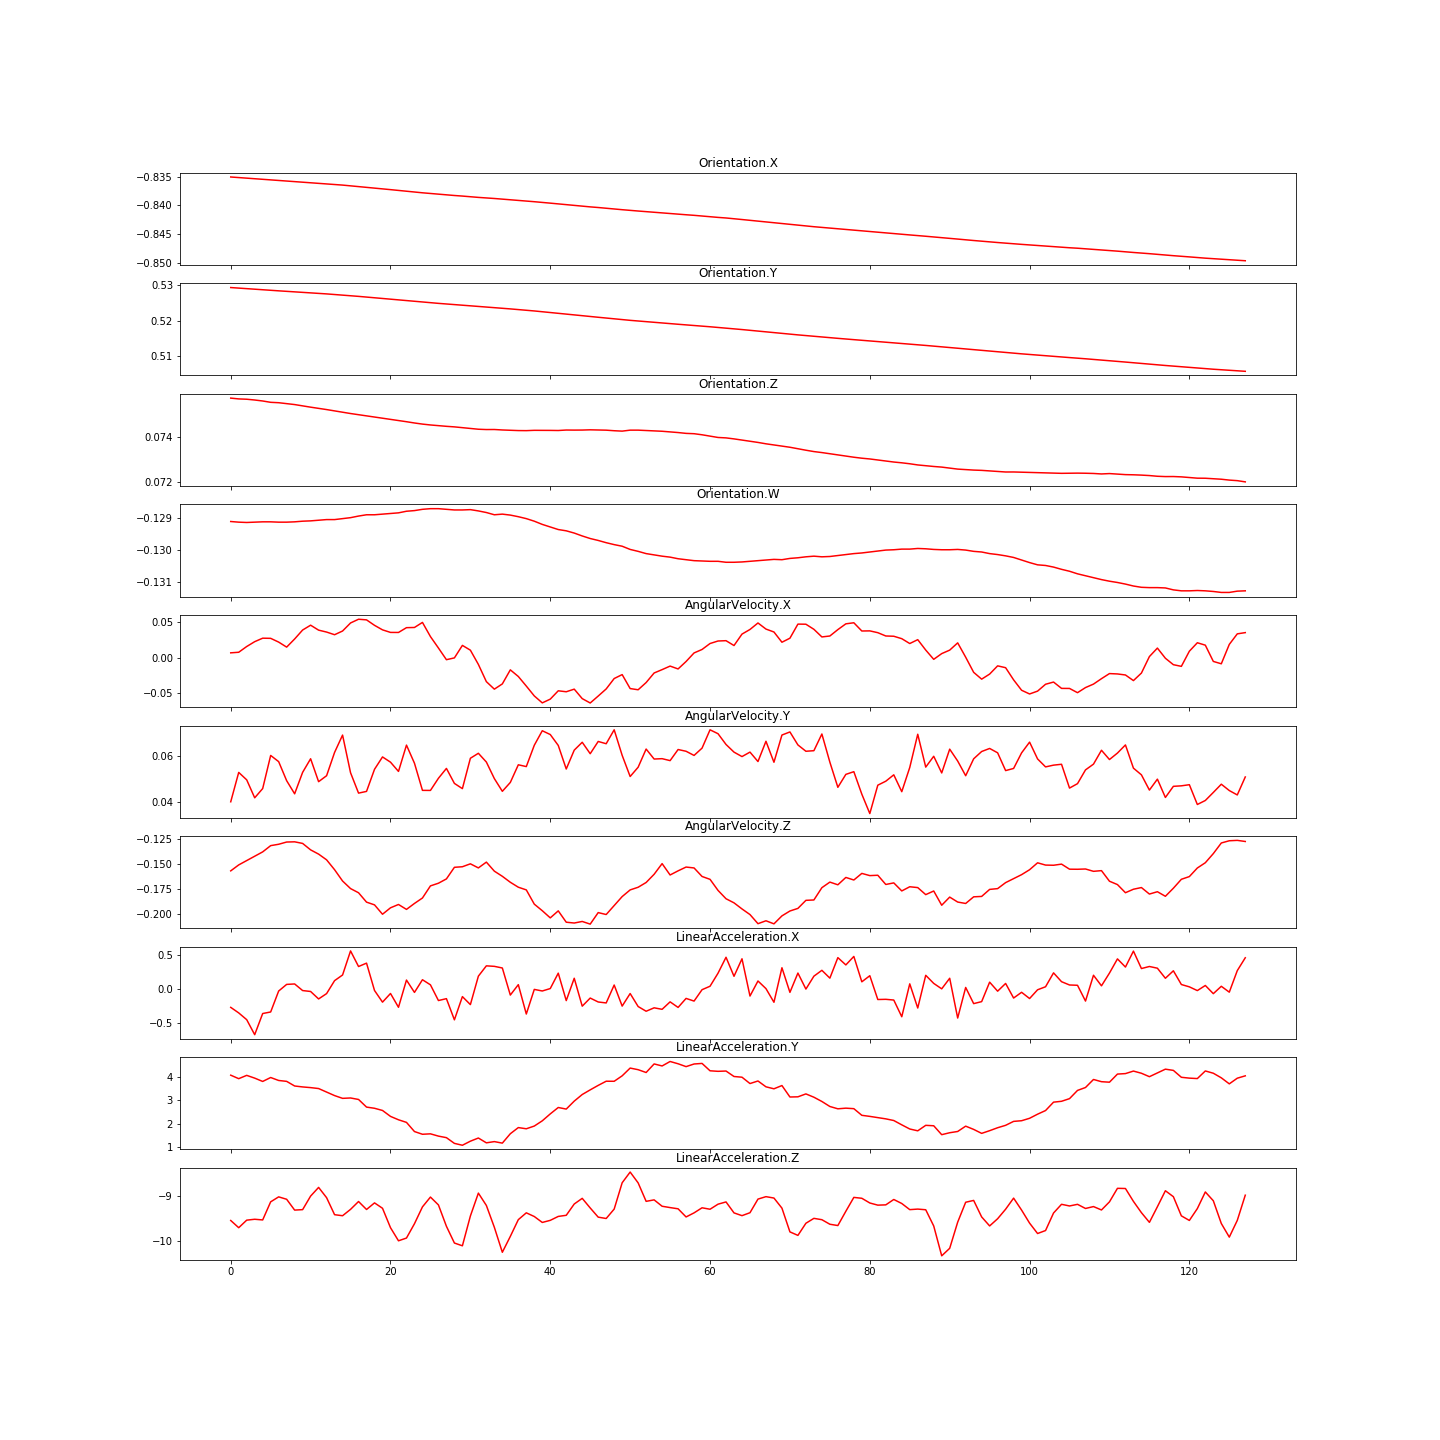 Orientation.X
−0.835
−0.840
−0.845
−0.850
Orientation.Y
0.53
0.52
0.51
Orientation.Z
0.074
0.072
Orientation.W
−0.129
−0.130
−0.131
AngularVelocity.X
0.05
0.00
−0.05
AngularVelocity.Y
0.06
0.04
AngularVelocity.Z
−0.125
−0.150
−0.175
−0.200
LinearAcceleration.X
0.5
0.0
−0.5
LinearAcceleration.Y
4
3
2
1
LinearAcceleration.Z
−9
−10
0 20 40 60 80 100 120